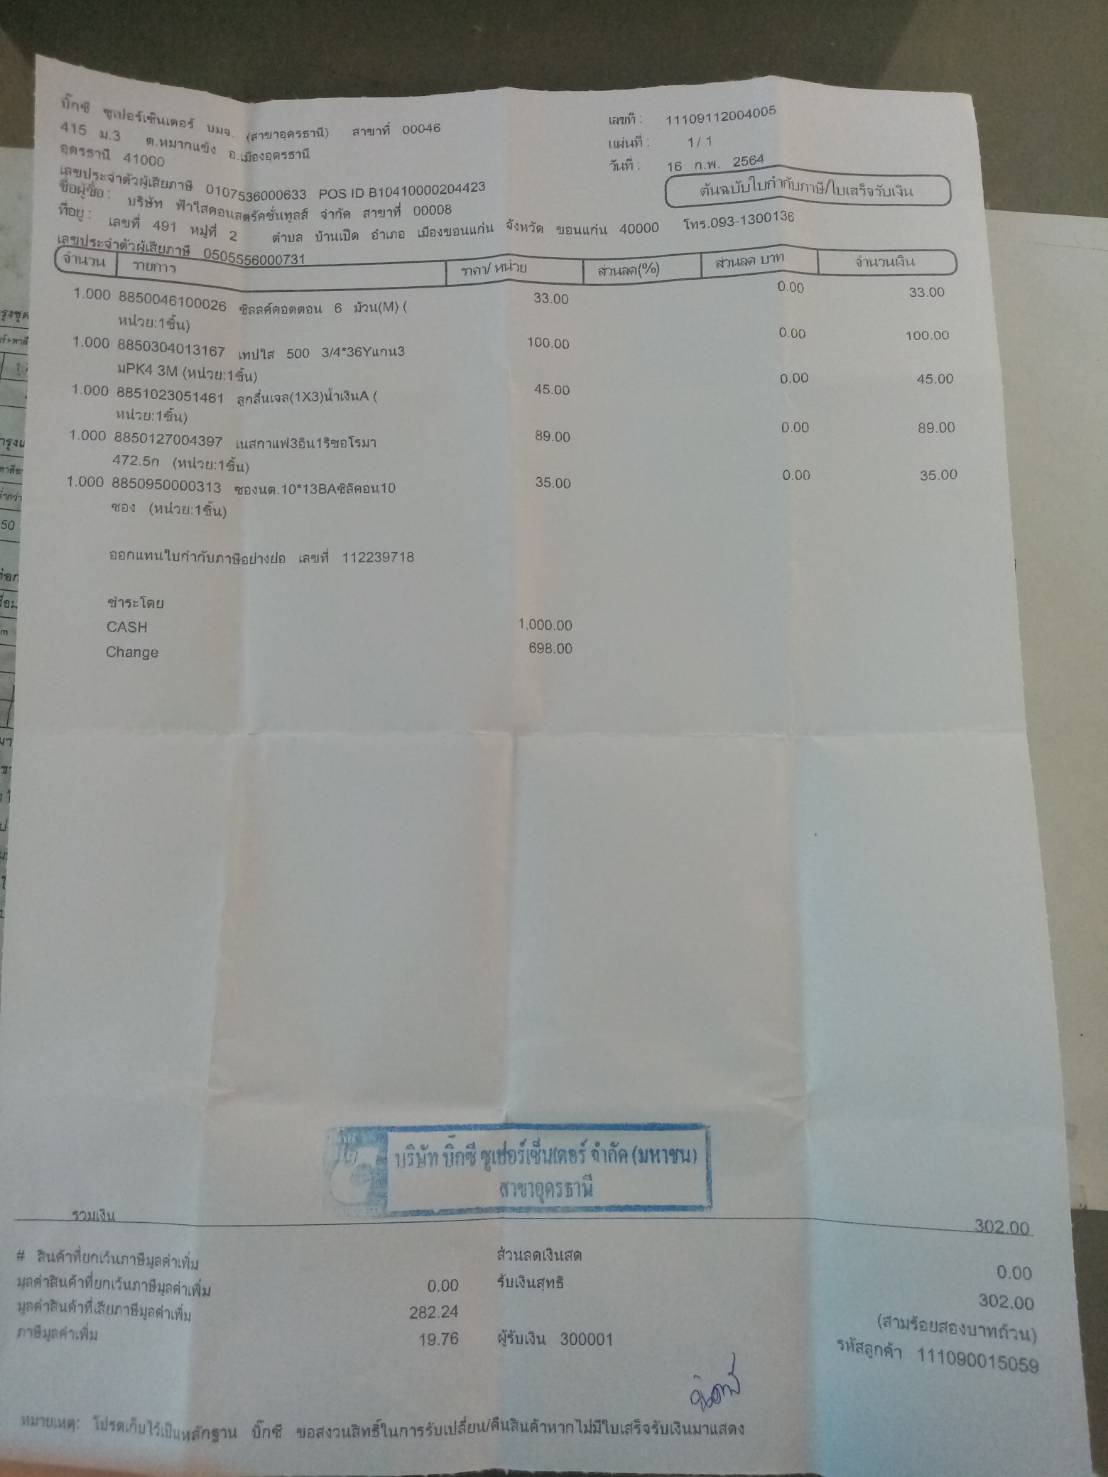 บิ๊กซี ซูเปอร์เซ็นเตอร์ บมจ. (สาขาอุดรธานี) สาขาที่ 00046
415 ม.3 ต.หมากแข้ง อ.เมืองอุดรธานี
อุดรธานี 41000
เลขประจำตัวผู้เสียภาษี 0107536000633 POS ID B10410000204423
ชื่อผู้ซื้อ: บริษัท ฟ้าใสคอนสตรัคชั่นทูลส์ จำกัด สาขาที่ 00008
ที่อยู่: เลขที่ 491 หมู่ที่ 2 ตำบล บ้านเป็ด อำเภอ เมืองขอนแก่น จังหวัด ขอนแก่น 40000 โทร.093-1300136
เลขประจำตัวผู้เสียภาษี 0505556000731
เลขที่: 11109112004005
แผ่นที่: 1/ 1
วันที่: 16 ก.พ. 2564
ต้นฉบับใบกำกับภาษี/ใบเสร็จรับเงิน
จำนวน รายการ ราคา/ หน่วย ส่วนลด(%) ส่วนลด บาท จำนวนเงิน
1.000 8850046100026 ซิลลค์คอตตอน 6 ม้วน(M) ( 33.00 0.00 33.00
หน่วย:1ชิ้น)
1.000 8850304013167 เทปใส 500 3/4*36Yแกน3 100.00 0.00 100.00
มPK4 3M (หน่วย:1ชิ้น)
1.000 8851023051461 ลูกลื่นเจล(1X3)น้ำเงินA ( 45.00 0.00 45.00
หน่วย:1ชิ้น)
1.000 8850127004397 เนสกาแฟ3อิน1ริชอโรมา 89.00 0.00 89.00
472.5ก (หน่วย:1ชิ้น)
1.000 8850950000313 ซองนต.10*13BAซิลิคอน10 35.00 0.00 35.00
ซอง (หน่วย:1ชิ้น)
ออกแทนใบกำกับภาษีอย่างย่อ เลขที่ 112239718
ชำระโดย
CASH 1,000.00
Change 698.00
บริษัท บิ๊กซี ซูเปอร์เซ็นเตอร์ จำกัด (มหาชน)
สาขาอุดรธานี
รวมเงิน 302.00
# สินค้าที่ยกเว้นภาษีมูลค่าเพิ่ม ส่วนลดเงินสด 0.00
มูลค่าสินค้าที่ยกเว้นภาษีมูลค่าเพิ่ม 0.00 รับเงินสุทธิ 302.00
มูลค่าสินค้าที่เสียภาษีมูลค่าเพิ่ม 282.24 (สามร้อยสองบาทถ้วน)
ภาษีมูลค่าเพิ่ม 19.76 ผู้รับเงิน 300001 รหัสลูกค้า 111090015059
หมายเหตุ: โปรดเก็บไว้เป็นหลักฐาน บิ๊กซี ขอสงวนสิทธิ์ในการรับเปลี่ยน/คืนสินค้าหากไม่มีใบเสร็จรับเงินมาแสดง